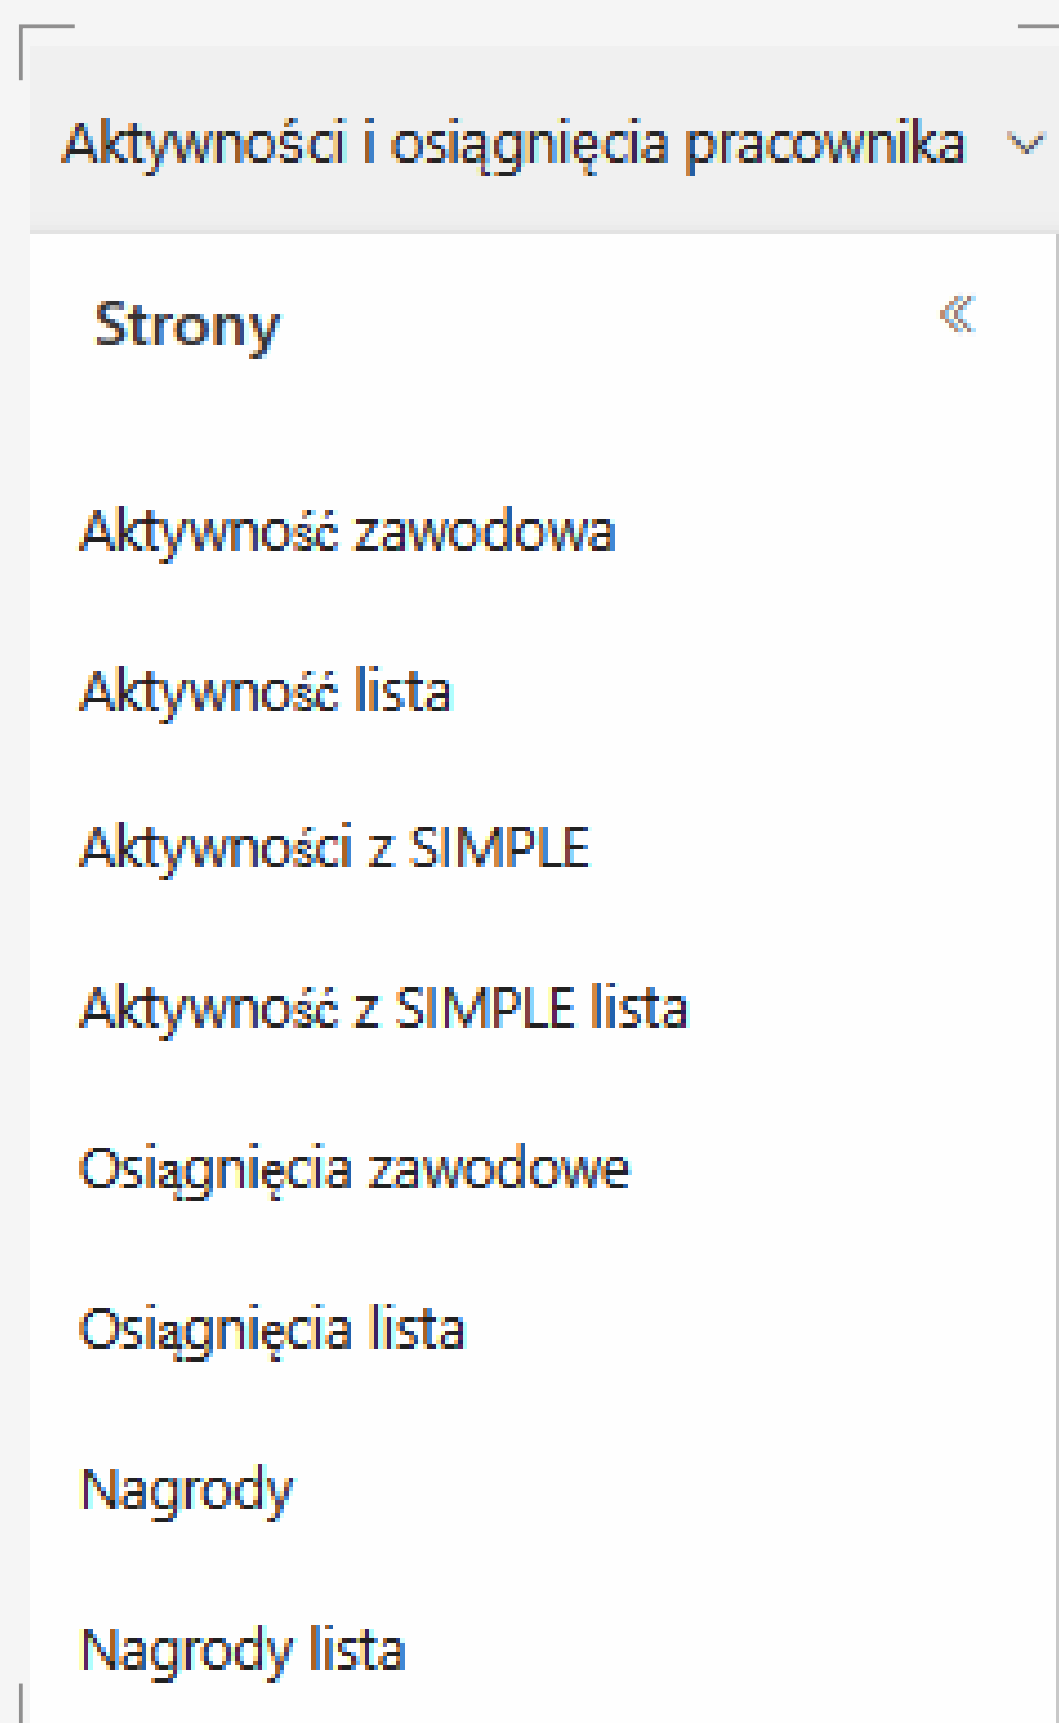 Aktywności i osiągnięcia pracownika
Strony
Aktywność zawodowa
Aktywność lista
Aktywności z SIMPLE
Aktywność z SIMPLE lista
Osiągnięcia zawodowe
Osiągnięcia lista
Nagrody
Nagrody lista